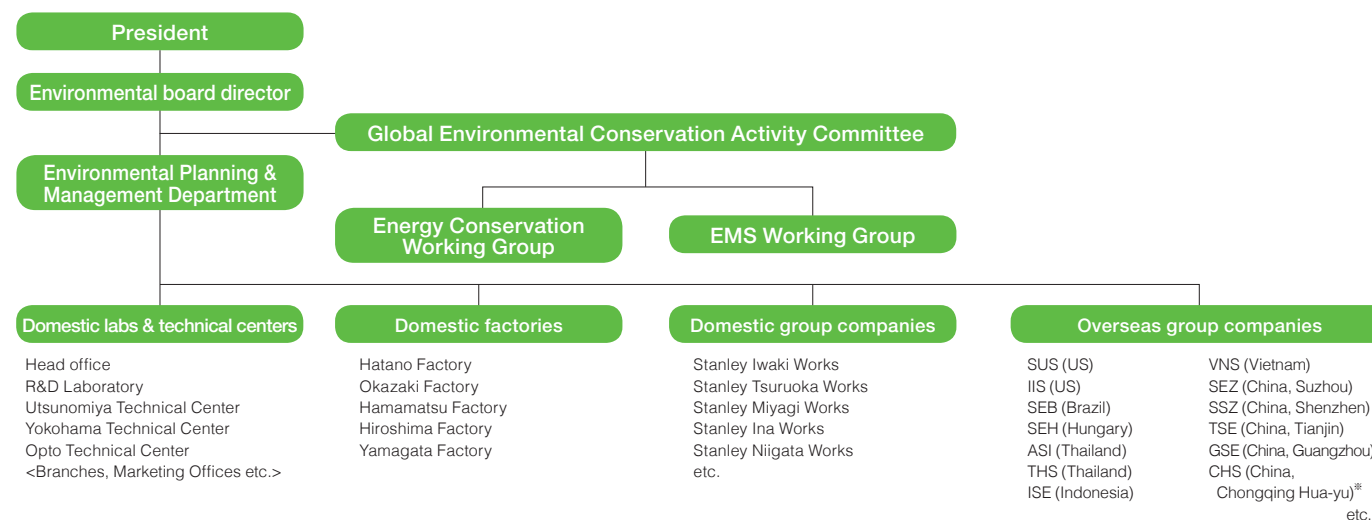 President
Environmental board director
Global Environmental Conservation Activity Committee
Environmental Planning &
Management Department
Energy Conservation
Working Group
EMS Working Group
Domestic labs & technical centers
Head office
R&D Laboratory
Utsunomiya Technical Center
Yokohama Technical Center
Opto Technical Center
<Branches, Marketing Offices etc.>
Domestic factories
Hatano Factory
Okazaki Factory
Hamamatsu Factory
Hiroshima Factory
Yamagata Factory
Domestic group companies
Stanley Iwaki Works
Stanley Tsuruoka Works
Stanley Miyagi Works
Stanley Ina Works
Stanley Niigata Works
etc.
Overseas group companies
SUS (US)
IIS (US)
SEB (Brazil)
SEH (Hungary)
ASI (Thailand)
THS (Thailand)
ISE (Indonesia)
VNS (Vietnam)
SEZ (China, Suzhou)
SSZ (China, Shenzhen)
TSE (China, Tianjin)
GSE (China, Guangzhou)
CHS (China,
Chongqing Hua-yu)※
etc.